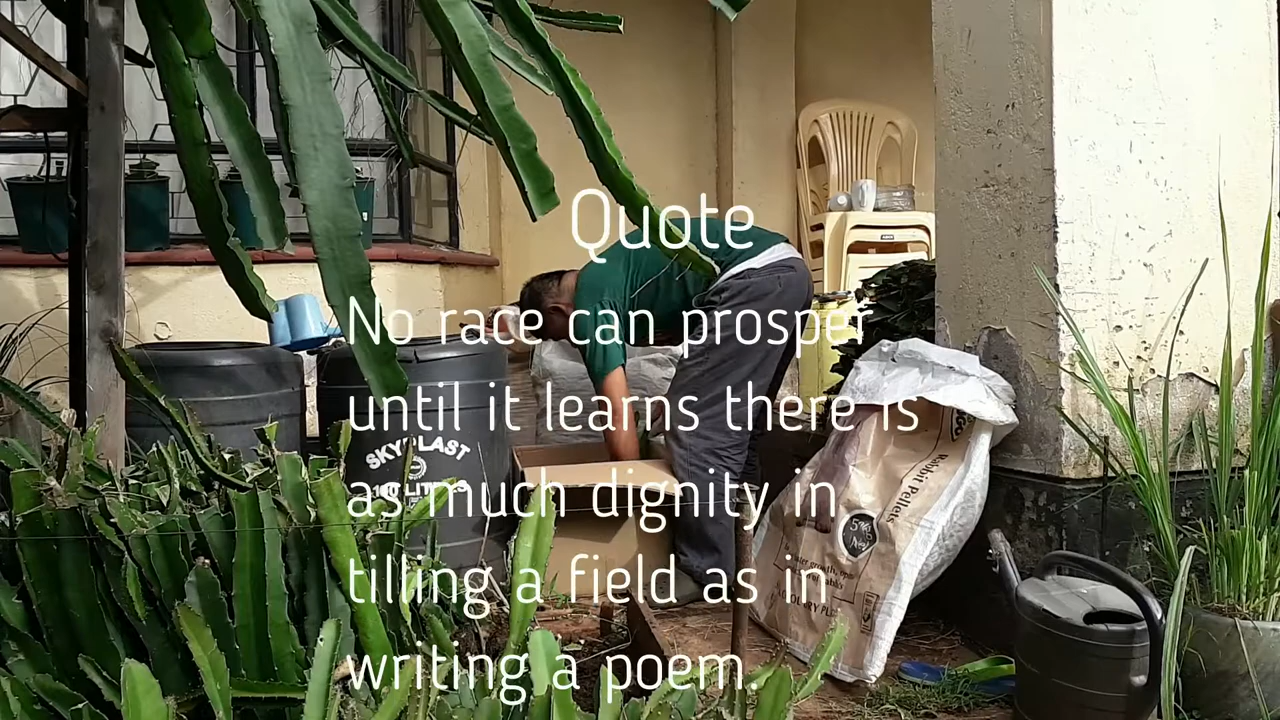 Quote
No race can prosper
until it learns there is
as much dignity in
tilling a field as in
writing a poem.
SKYPLAST
Rabbit Pellets